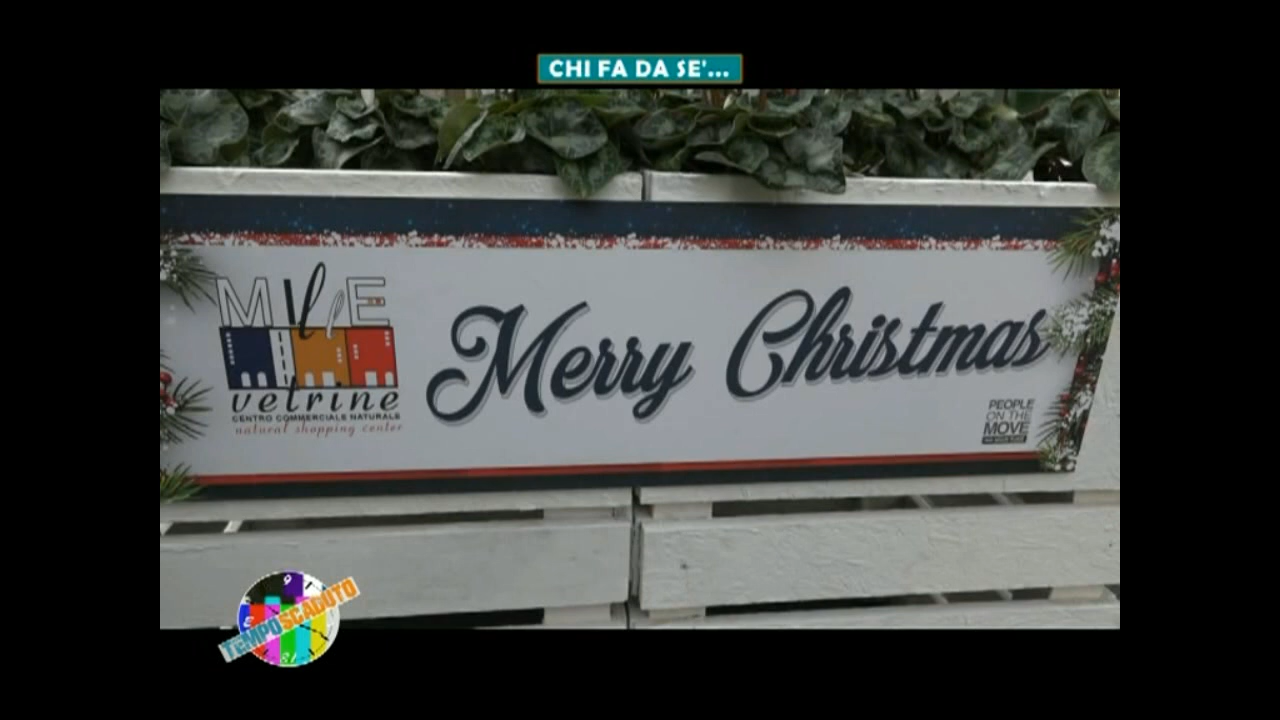 CHI FA DA SE'...
MILLE
vetrine
CENTRO COMMERCIALE NATURALE
natural shopping center
Merry Christmas
PEOPLE
ON THE
MOVE
TEMPO SCADUTO